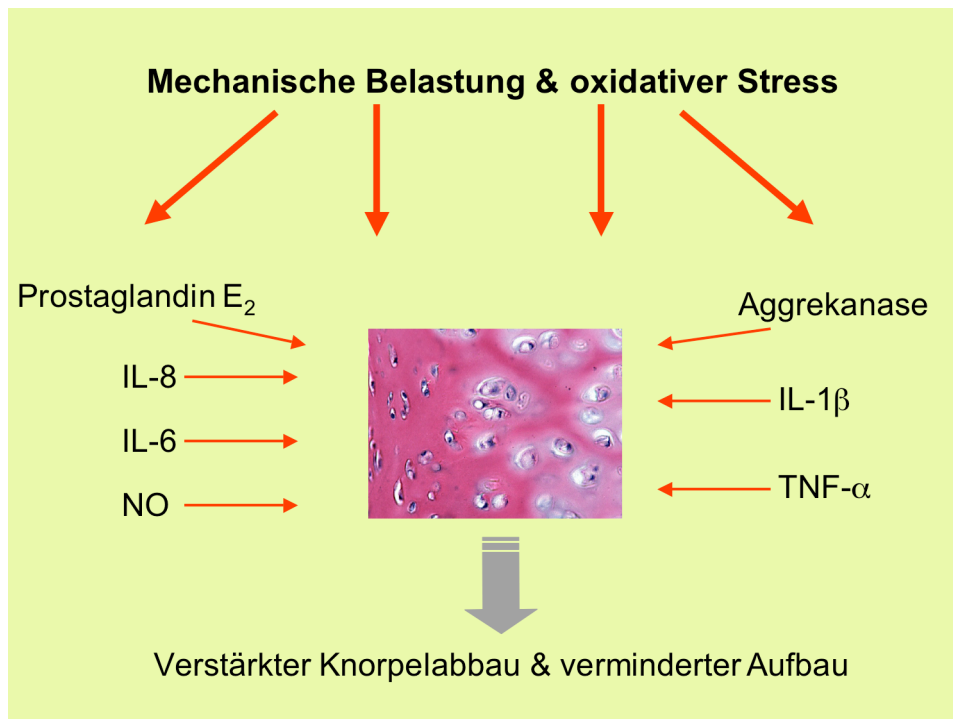 Mechanische Belastung & oxidativer Stress
Prostaglandin E₂
IL-8
IL-6
NO
Aggrekanase
IL-1β
TNF-α
Verstärkter Knorpelabbau & verminderter Aufbau